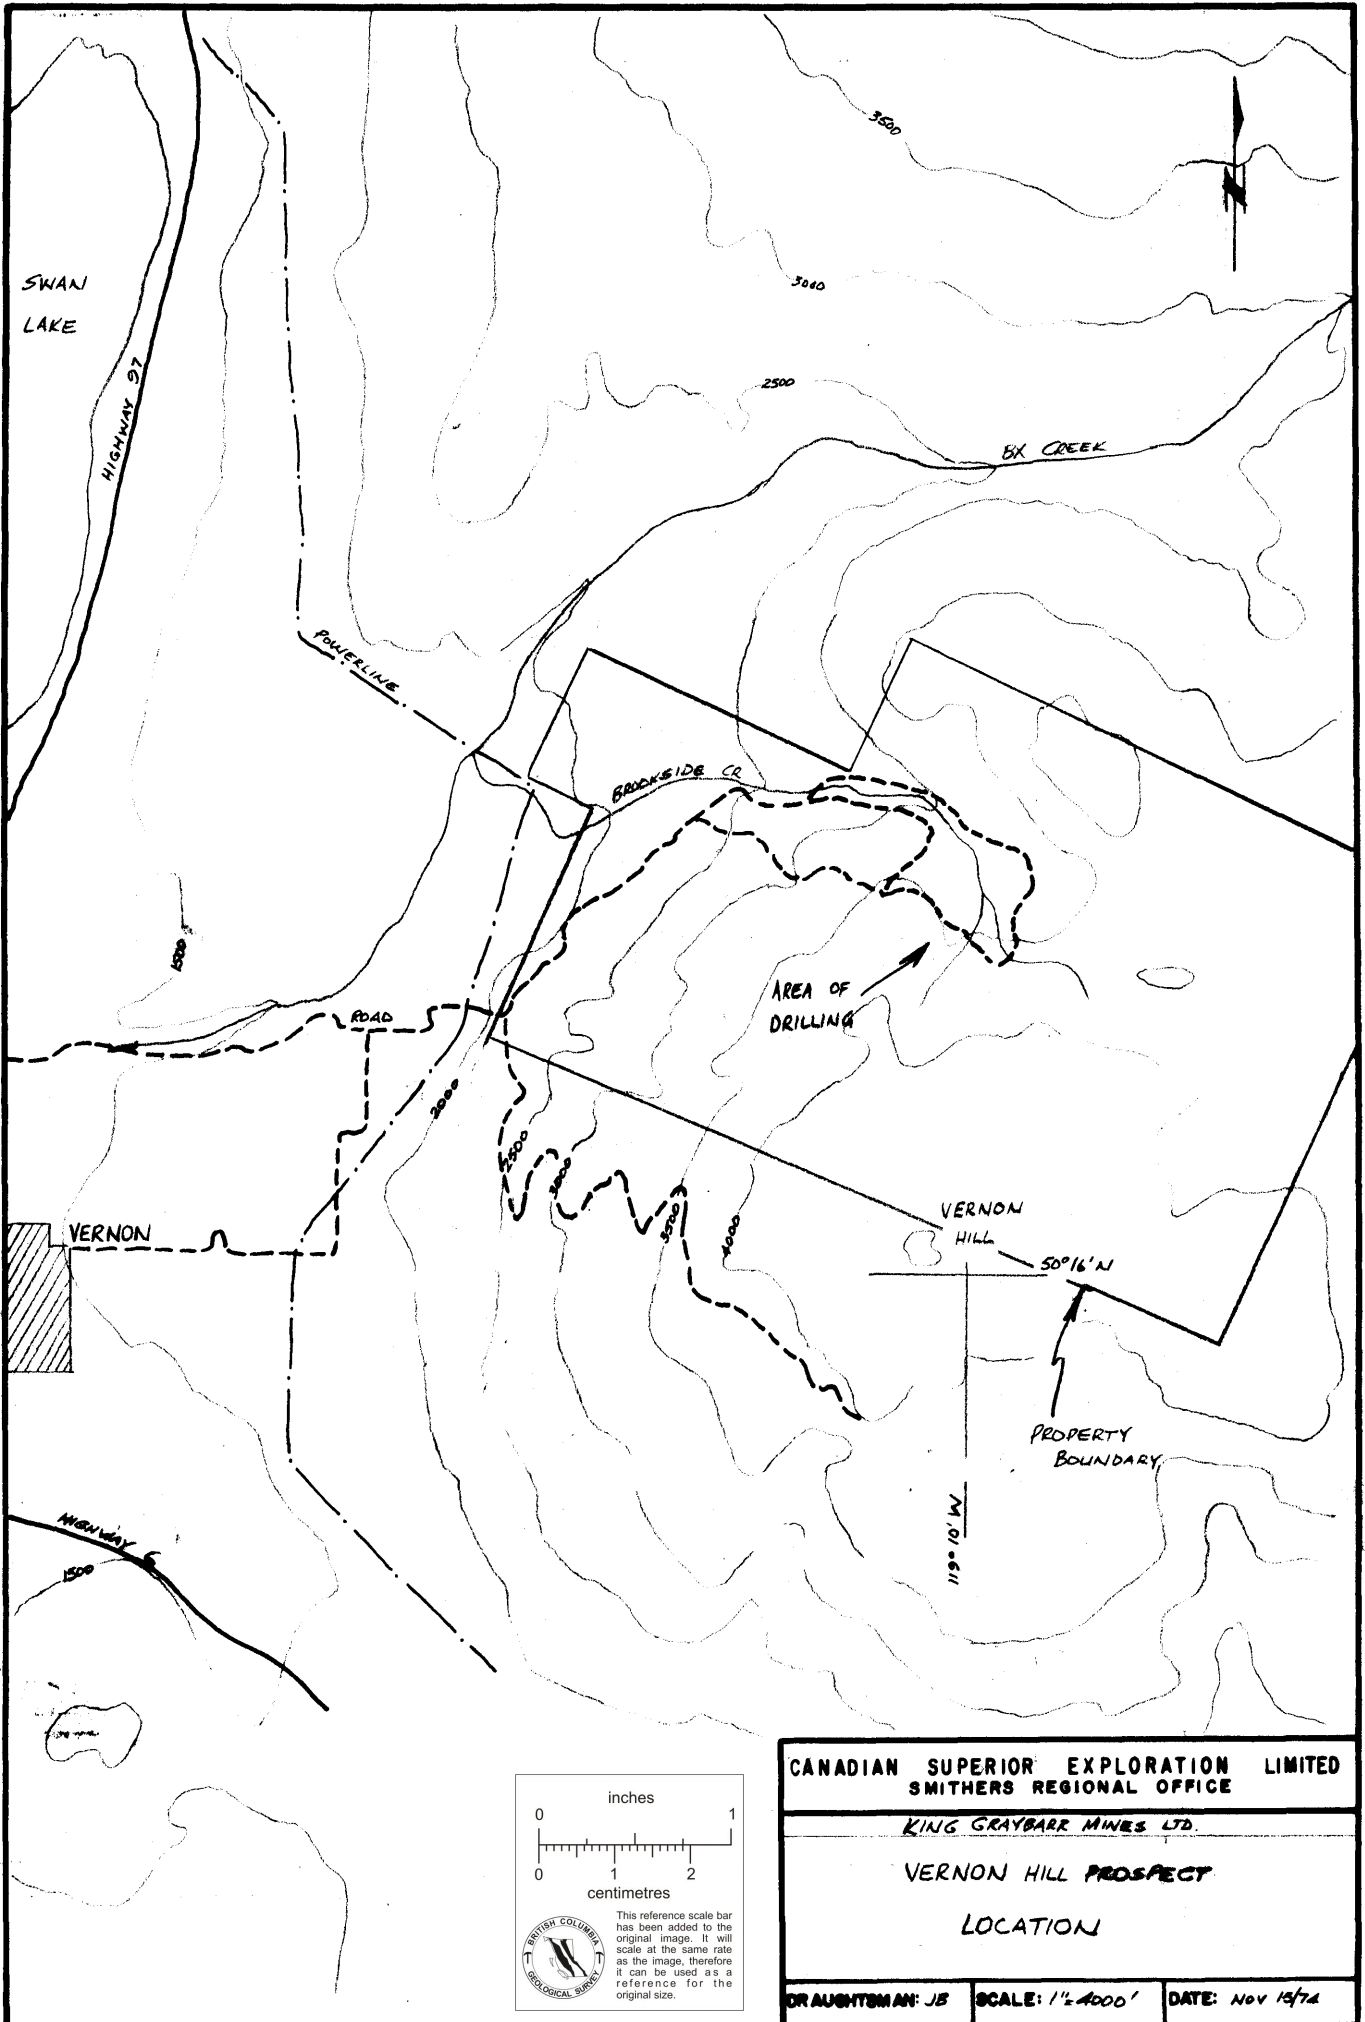 3500
N
SWAN
LAKE
3000
HIGHWAY 97
2500
BX CREEK
POWERLINE
BROOKSIDE CR
1500
AREA OF
DRILLING
ROAD
2000
2500
3000
3500
4000
VERNON
VERNON
HILL
50°16'N
PROPERTY
BOUNDARY
119°10'W
HIGHWAY 6
1500
inches
0 1
0 1 2
centimetres
This reference scale bar
has been added to the
original image. It will
scale at the same rate
as the image, therefore
it can be used as a
reference for the
original size.
BRITISH COLUMBIA
GEOLOGICAL SURVEY
CANADIAN SUPERIOR EXPLORATION LIMITED
SMITHERS REGIONAL OFFICE
KING GRAYBARR MINES LTD.
VERNON HILL PROSPECT
LOCATION
DRAUGHTSMAN: JB
SCALE: 1"=4000'
DATE: NOV 15/74